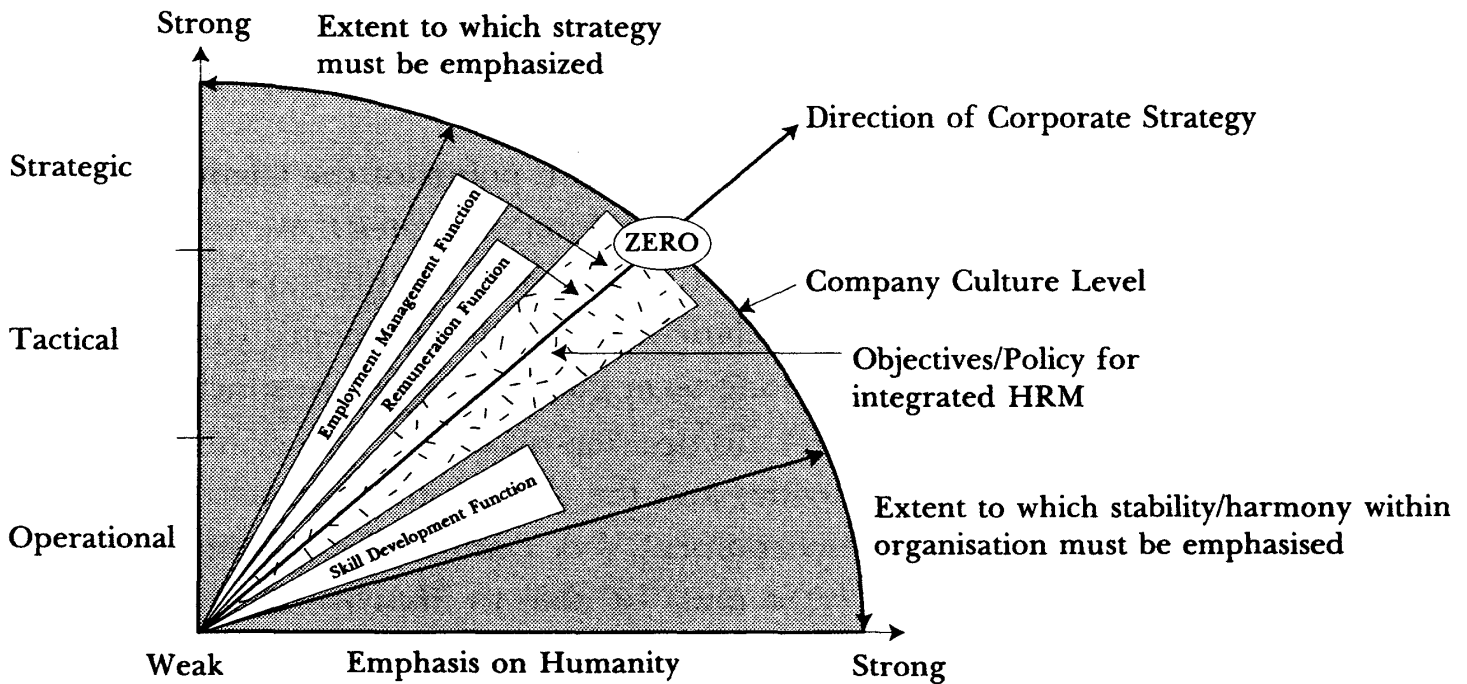 Strong
Extent to which strategy
must be emphasized
Direction of Corporate Strategy
Strategic
ZERO
Employment Management Function
Remuneration Function
Company Culture Level
Tactical
Objectives/Policy for
integrated HRM
Skill Development Function
Extent to which stability/harmony within
organisation must be emphasised
Operational
Weak
Emphasis on Humanity
Strong